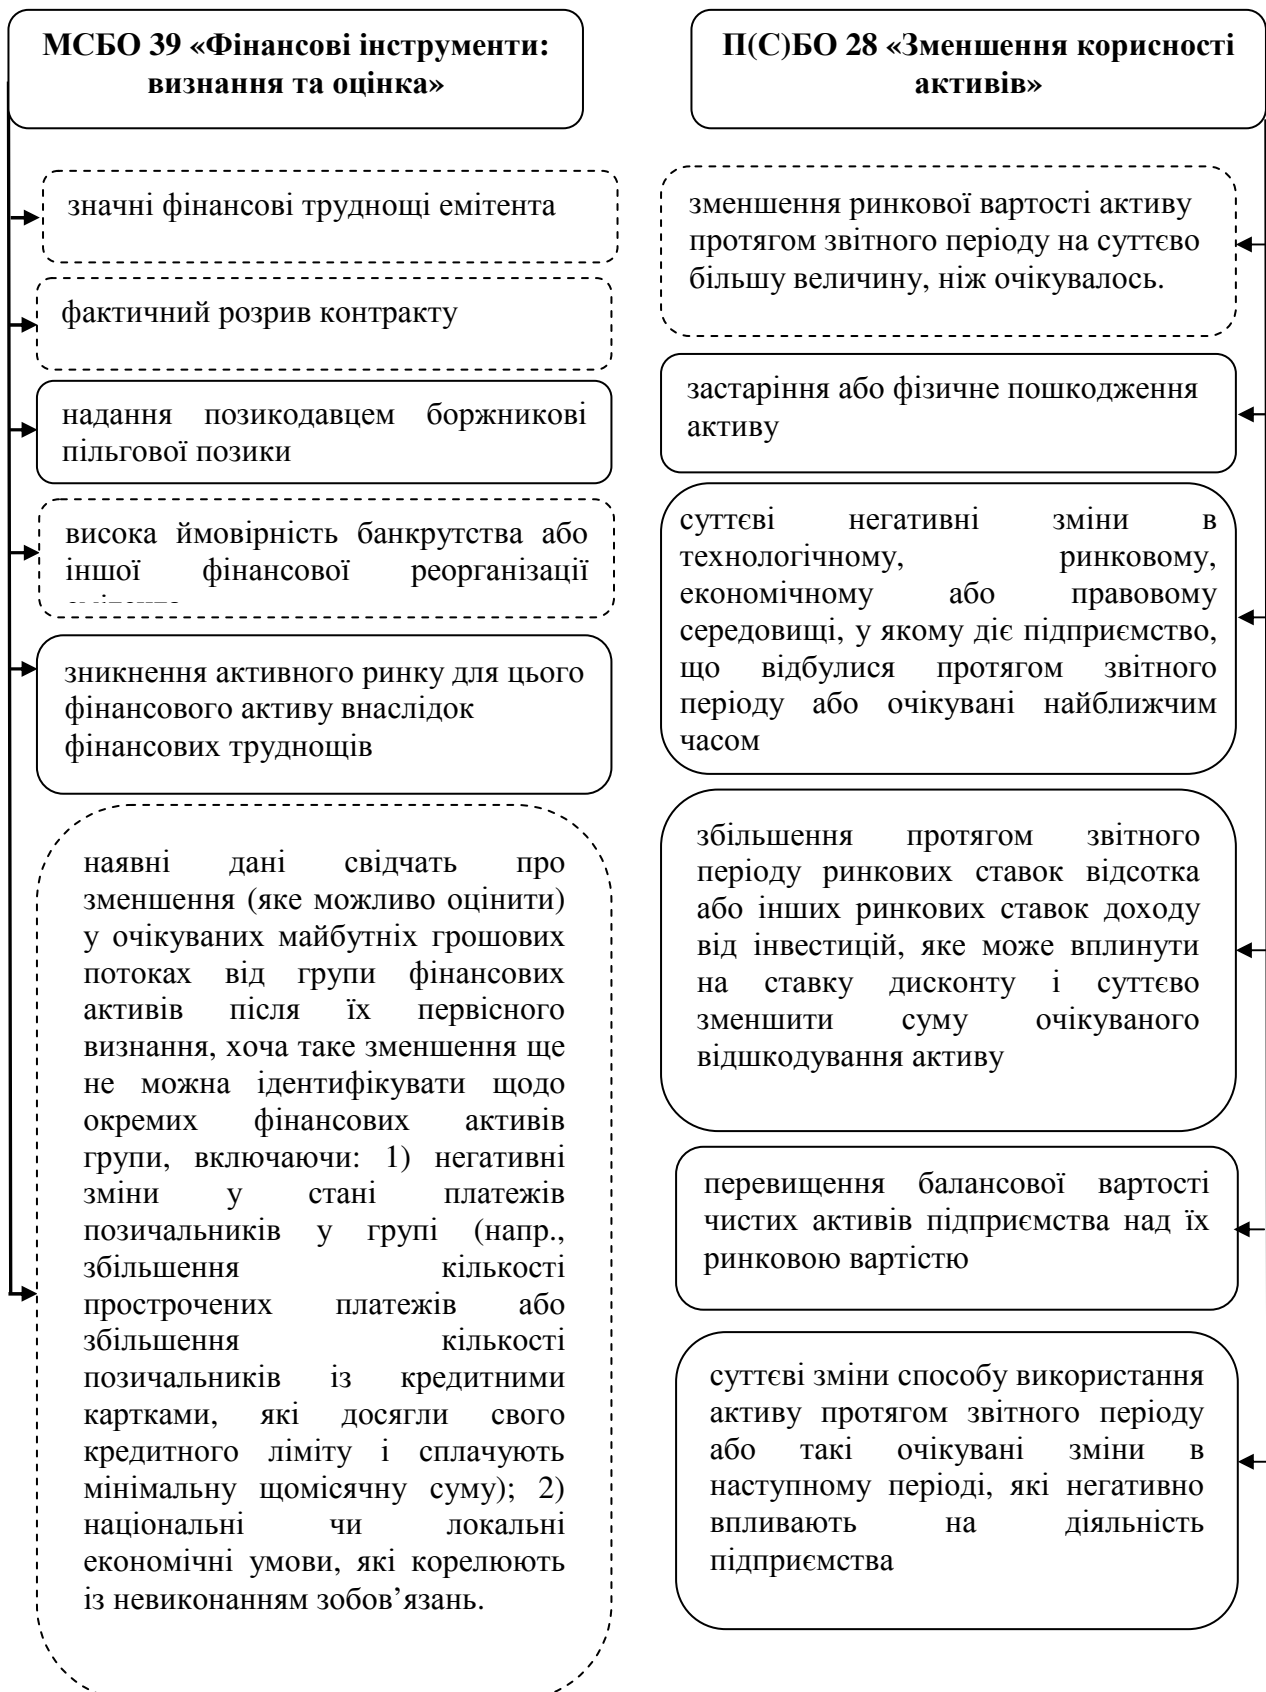 МСБО 39 «Фінансові інструменти:
визнання та оцінка»
значні фінансові труднощі емітента
фактичний розрив контракту
надання позикодавцем боржникові
пільгової позики
висока ймовірність банкрутства або
іншої фінансової реорганізації
зникнення активного ринку для цього
фінансового активу внаслідок
фінансових труднощів
наявні дані свідчать про
зменшення (яке можливо оцінити)
у очікуваних майбутніх грошових
потоках від групи фінансових
активів після їх первісного
визнання, хоча таке зменшення ще
не можна ідентифікувати щодо
окремих фінансових активів
групи, включаючи: 1) негативні
зміни у стані платежів
позичальників у групі (напр.,
збільшення кількості
прострочених платежів або
збільшення кількості
позичальників із кредитними
картками, які досягли свого
кредитного ліміту і сплачують
мінімальну щомісячну суму); 2)
національні чи локальні
економічні умови, які корелюють
із невиконанням зобов’язань.
П(С)БО 28 «Зменшення корисності
активів»
зменшення ринкової вартості активу
протягом звітного періоду на суттєво
більшу величину, ніж очікувалось.
застаріння або фізичне пошкодження
активу
суттєві негативні зміни в
технологічному, ринковому,
економічному або правовому
середовищі, у якому діє підприємство,
що відбулися протягом звітного
періоду або очікувані найближчим
часом
збільшення протягом звітного
періоду ринкових ставок відсотка
або інших ринкових ставок доходу
від інвестицій, яке може вплинути
на ставку дисконту і суттєво
зменшити суму очікуваного
відшкодування активу
перевищення балансової вартості
чистих активів підприємства над їх
ринковою вартістю
суттєві зміни способу використання
активу протягом звітного періоду
або такі очікувані зміни в
наступному періоді, які негативно
впливають на діяльність
підприємства